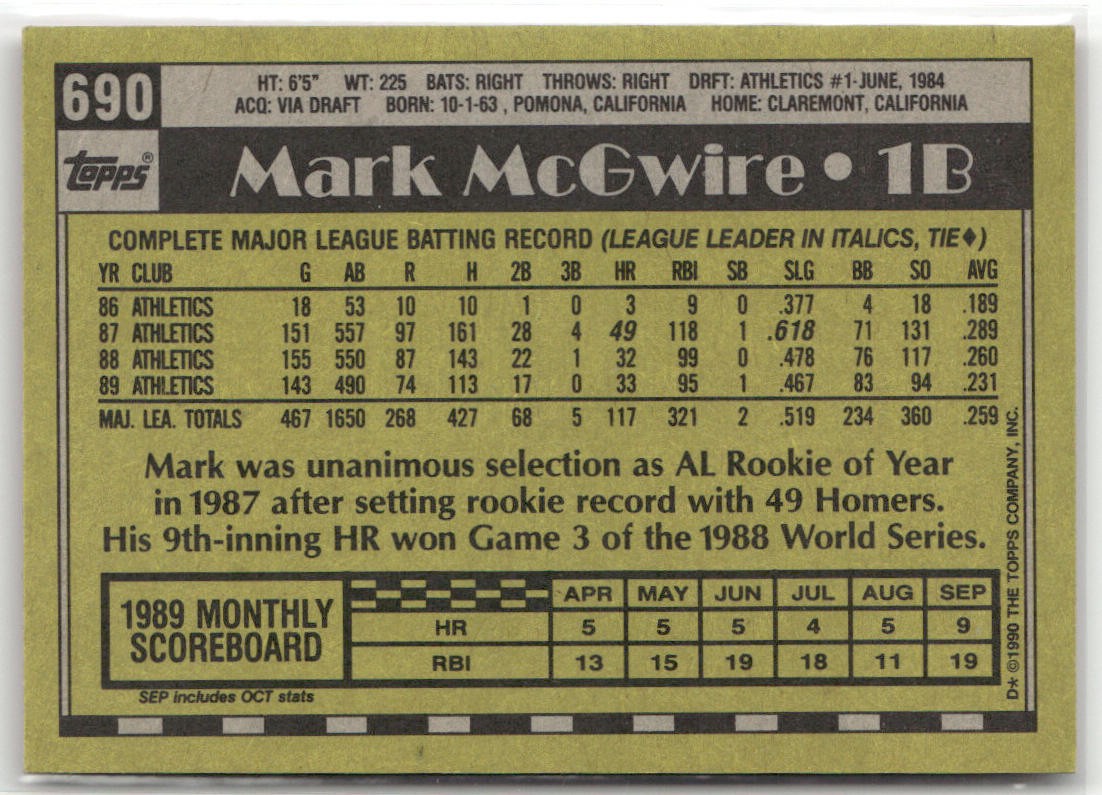 690
HT: 6'5" WT: 225 BATS: RIGHT THROWS: RIGHT DRFT: ATHLETICS #1-JUNE, 1984
ACQ: VIA DRAFT BORN: 10-1-63 , POMONA, CALIFORNIA HOME: CLAREMONT, CALIFORNIA
Topps®
Mark McGwire • 1B
COMPLETE MAJOR LEAGUE BATTING RECORD (LEAGUE LEADER IN ITALICS, TIE♦)
YR CLUB G AB R H 2B 3B HR RBI SB SLG BB SO AVG
86 ATHLETICS 18 53 10 10 1 0 3 9 0 .377 4 18 .189
87 ATHLETICS 151 557 97 161 28 4 49 118 1 .618 71 131 .289
88 ATHLETICS 155 550 87 143 22 1 32 99 0 .478 76 117 .260
89 ATHLETICS 143 490 74 113 17 0 33 95 1 .467 83 94 .231
MAJ. LEA. TOTALS 467 1650 268 427 68 5 117 321 2 .519 234 360 .259
Mark was unanimous selection as AL Rookie of Year
in 1987 after setting rookie record with 49 Homers.
His 9th-inning HR won Game 3 of the 1988 World Series.
1989 MONTHLY
SCOREBOARD
APR MAY JUN JUL AUG SEP
HR 5 5 5 4 5 9
RBI 13 15 19 18 11 19
SEP includes OCT stats
D* ©1990 THE TOPPS COMPANY, INC.